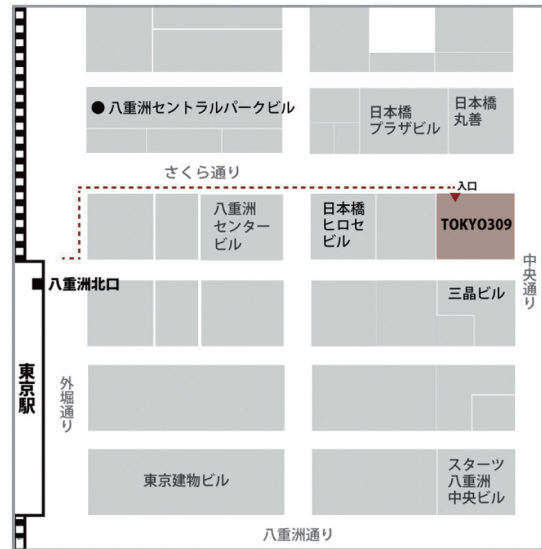 八重洲セントラルパークビル
日本橋
プラザビル
日本橋
丸善
さくら通り
入口
八重洲
センター
ビル
日本橋
ヒロセ
ビル
TOKYO309
中央通り
八重洲北口
三晶ビル
東京駅
外堀通り
東京建物ビル
スターツ
八重洲
中央ビル
八重洲通り